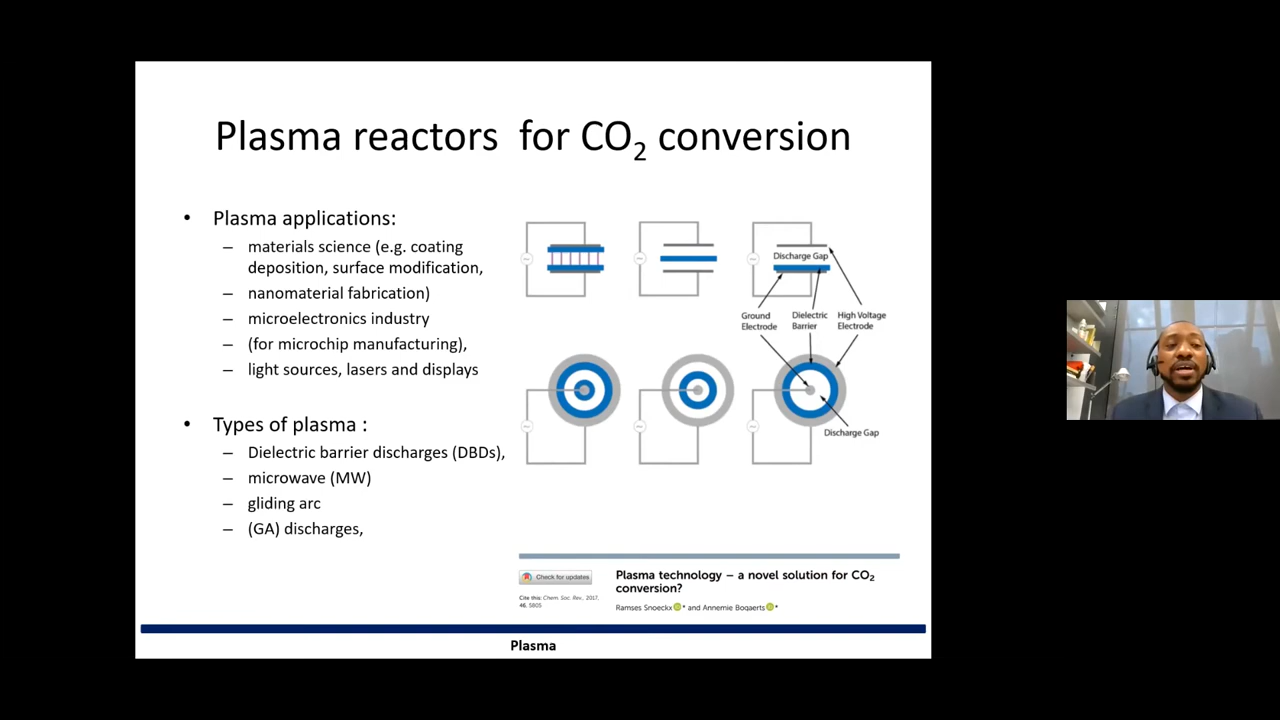 Plasma reactors for CO2 conversion
• Plasma applications:
– materials science (e.g. coating
deposition, surface modification,
– nanomaterial fabrication)
– microelectronics industry
– (for microchip manufacturing),
– light sources, lasers and displays
• Types of plasma :
– Dielectric barrier discharges (DBDs),
– microwave (MW)
– gliding arc
– (GA) discharges,
Discharge Gap
Ground
Electrode
Dielectric
Barrier
High Voltage
Electrode
Discharge Gap
Check for updates
Cite this: Chem. Soc. Rev., 2017,
46, 5805
Plasma technology – a novel solution for CO2
conversion?
Ramses Snoeckx * and Annemie Bogaerts *
Plasma